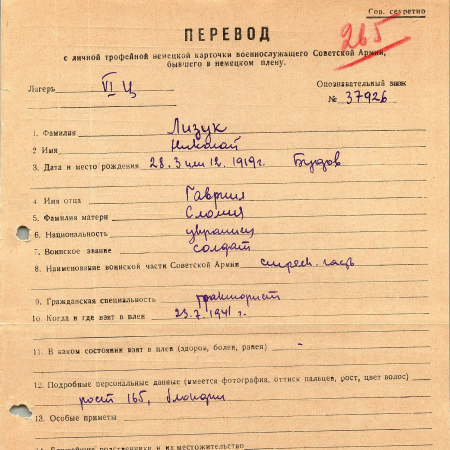 Сов. секретно
265
ПЕРЕВОД
с личной трофейной немецкой карточки военнослужащего Советской Армии,
бывшего в немецком плену.
Лагерь VI Ц
Опознавательный знак
№ 37926
1. Фамилия Лизук
2 Имя Николай
3. Дата и место рождения 28. 3 или 12. 1919г.
4 Имя отца Гаврил
5. Фамилия матери
6. Национальность украинец
7. Воинское звание солдат
8. Наименование воинской части Советской Армии
9. Гражданская специальность тракторист
10. Когда и где взят в плен 23.7.1941 г.
11. В каком состоянии взят в плен (здоров, болен, ранен) -
12. Подробные персональные данные (имеется фотография, оттиск пальцев, рост, цвет волос)
рост 165, блондин
13. Особые приметы